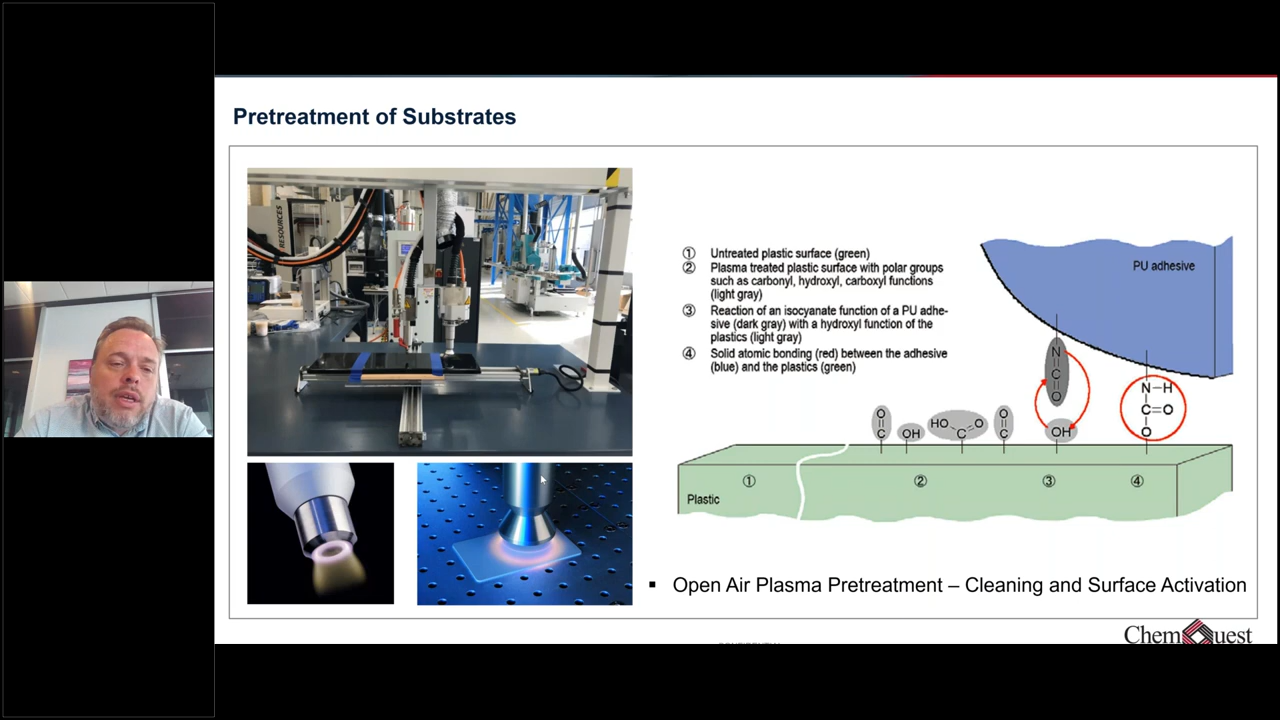 Pretreatment of Substrates
RESOURCES
① Untreated plastic surface (green)
② Plasma treated plastic surface with polar groups
such as carbonyl, hydroxyl, carboxyl functions
(light gray)
③ Reaction of an isocyanate function of a PU adhe-
sive (dark gray) with a hydroxyl function of the
plastics (light gray)
④ Solid atomic bonding (red) between the adhesive
(blue) and the plastics (green)
PU adhesive
N
C
O
N–H
C=O
O
O
C
OH
HO
O
C
O
C
OH
① ② ③ ④
Plastic
▪ Open Air Plasma Pretreatment – Cleaning and Surface Activation
ChemQuest